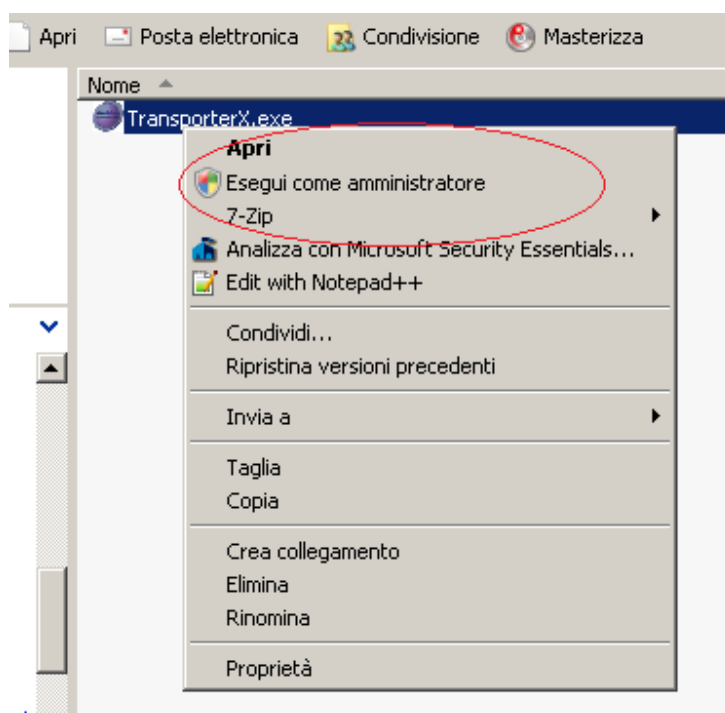 Apri Posta elettronica Condivisione Masterizza
Nome
TransporterX.exe
Apri
Esegui come amministratore
7-Zip
Analizza con Microsoft Security Essentials...
Edit with Notepad++
Condividi...
Ripristina versioni precedenti
Invia a
Taglia
Copia
Crea collegamento
Elimina
Rinomina
Proprietà